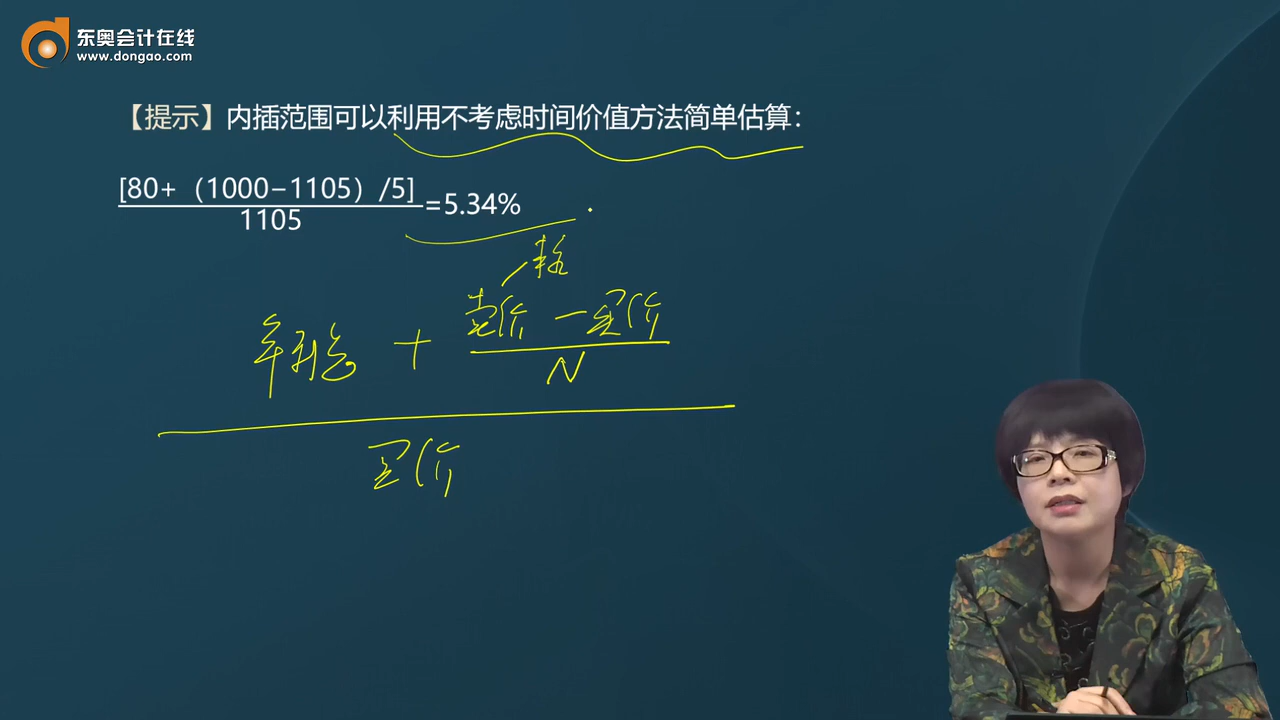 东奥会计在线
www.dongao.com
【提示】内插范围可以利用不考虑时间价值方法简单估算：
[80+（1000−1105）/5]
1105
=5.34%
年利息 + 卖价 − 买价
N
买价